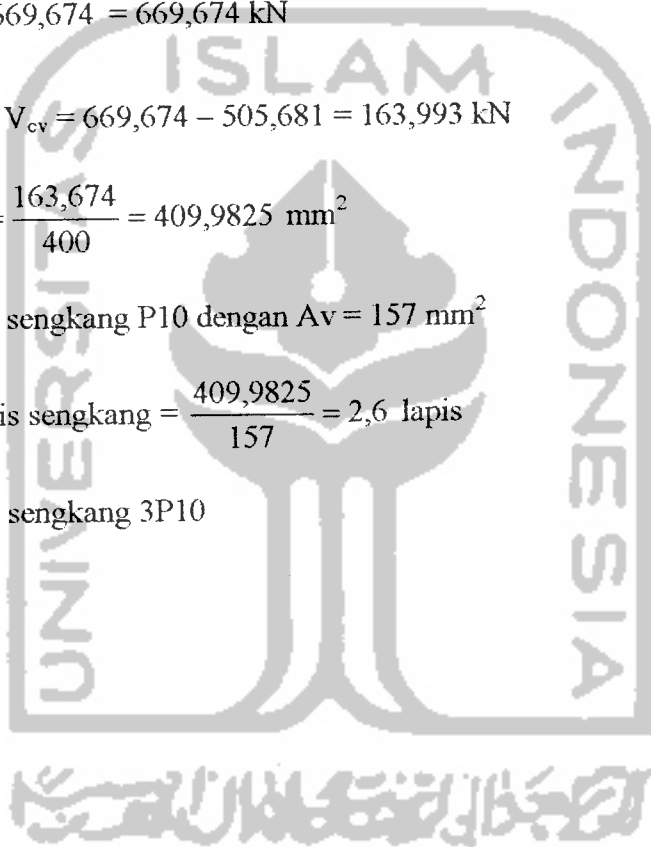 669,674 = 669,674 kN
V_cv = 669,674 – 505,681 = 163,993 kN
= 163,674 / 400 = 409,9825 mm²
sengkang P10 dengan Av = 157 mm²
is sengkang = 409,9825 / 157 = 2,6 lapis
sengkang 3P10
UNIVERSITAS ISLAM INDONESIA